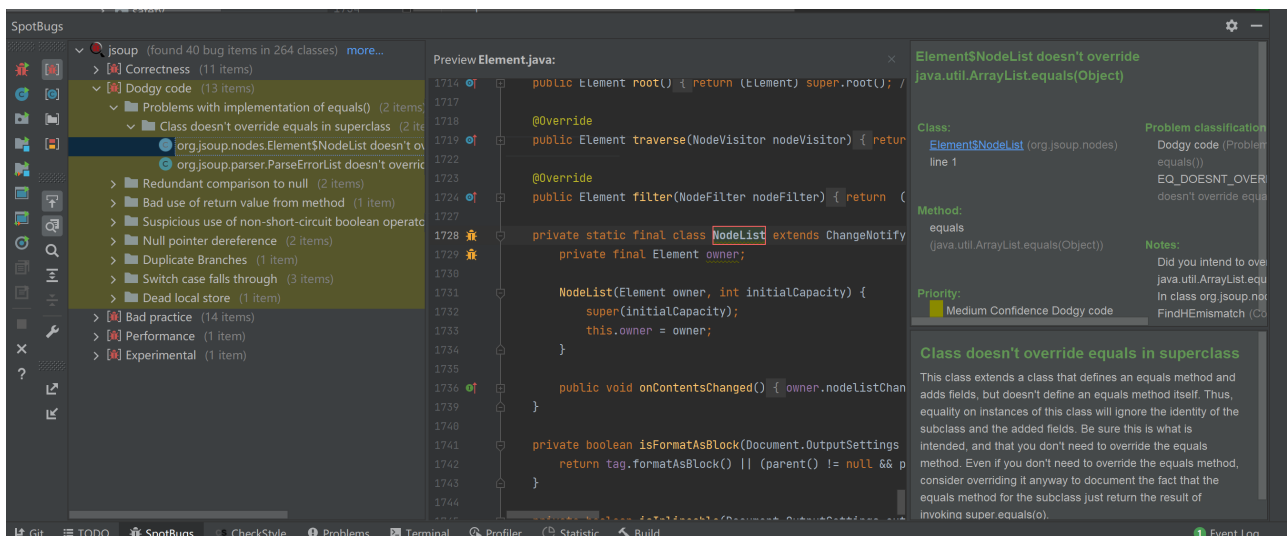 SpotBugs
jsoup (found 40 bug items in 264 classes) more...
Correctness (11 items)
Dodgy code (13 items)
Problems with implementation of equals() (2 items
Class doesn't override equals in superclass (2 ite
org.jsoup.nodes.Element$NodeList doesn't ov
org.jsoup.parser.ParseErrorList doesn't overric
Redundant comparison to null (2 items)
Bad use of return value from method (1 item)
Suspicious use of non-short-circuit boolean operato
Null pointer dereference (2 items)
Duplicate Branches (1 item)
Switch case falls through (3 items)
Dead local store (1 item)
Bad practice (14 items)
Performance (1 item)
Experimental (1 item)
Preview Element.java:
1714 public Element root() { return (Element) super.root(); /
1717
1718 @Override
1719 public Element traverse(NodeVisitor nodeVisitor) { retur
1722
1723 @Override
1724 public Element filter(NodeFilter nodeFilter) { return (
1727
1728 private static final class NodeList extends ChangeNotify
1729 private final Element owner;
1730
1731 NodeList(Element owner, int initialCapacity) {
1732 super(initialCapacity);
1733 this.owner = owner;
1734 }
1735
1736 public void onContentsChanged() { owner.nodelistChan
1739 }
1740
1741 private boolean isFormatAsBlock(Document.OutputSettings
1742 return tag.formatAsBlock() || (parent() != null && p
1743 }
1744
Element$NodeList doesn't override
java.util.ArrayList.equals(Object)
Class:
Element$NodeList (org.jsoup.nodes)
line 1
Method:
equals
(java.util.ArrayList.equals(Object))
Priority:
Medium Confidence Dodgy code
Problem classification
Dodgy code (Problem
equals())
EQ_DOESNT_OVER
doesn't override equa
Notes:
Did you intend to ove
java.util.ArrayList.equ
In class org.jsoup.noc
FindHEmismatch (Co
Class doesn't override equals in superclass
This class extends a class that defines an equals method and
adds fields, but doesn't define an equals method itself. Thus,
equality on instances of this class will ignore the identity of the
subclass and the added fields. Be sure this is what is
intended, and that you don't need to override the equals
method. Even if you don't need to override the equals method,
consider overriding it anyway to document the fact that the
equals method for the subclass just return the result of
invoking super.equals(o).
Git TODO SpotBugs CheckStyle Problems Terminal Profiler Statistic Build 1 Event Log